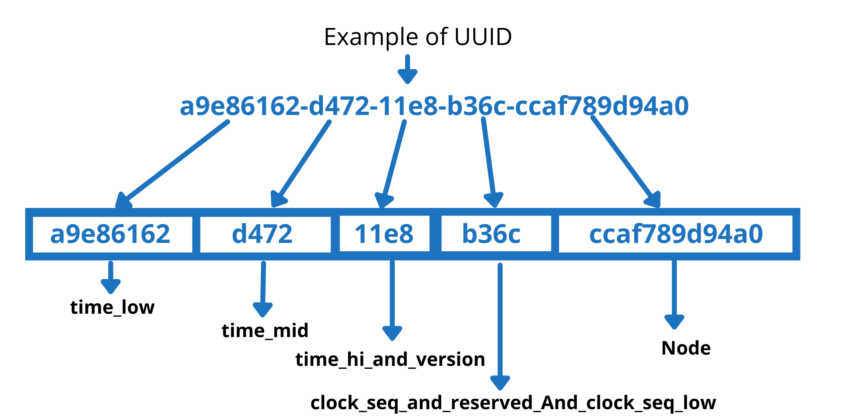 Example of UUID
a9e86162-d472-11e8-b36c-ccaf789d94a0
a9e86162 d472 11e8 b36c ccaf789d94a0
time_low
time_mid
time_hi_and_version
Node
clock_seq_and_reserved_And_clock_seq_low